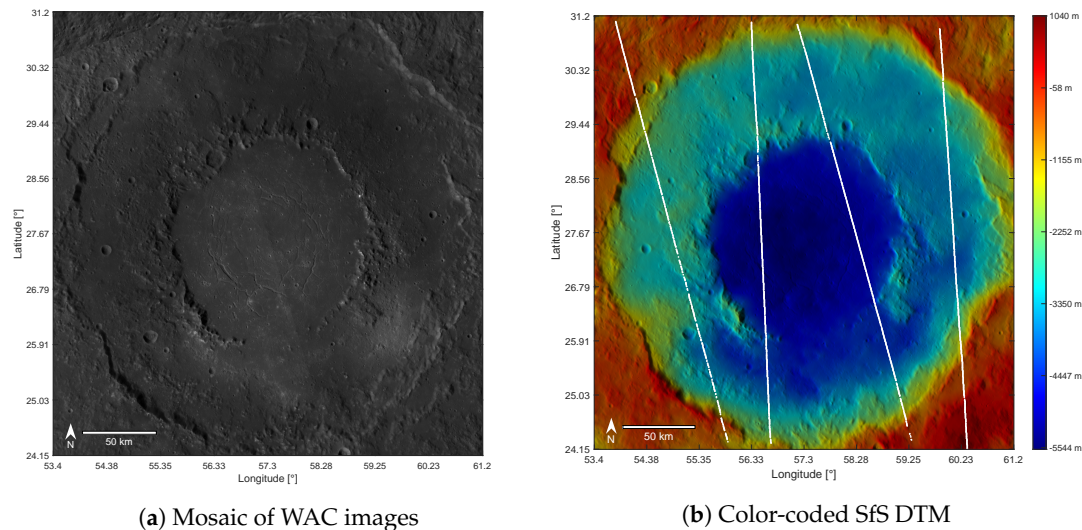 31.2
30.32
29.44
28.56
27.67
26.79
25.91
25.03
24.15
Latitude [°]
N
50 km
53.4 54.38 55.35 56.33 57.3 58.28 59.25 60.23 61.2
Longitude [°]
(a) Mosaic of WAC images
31.2
30.32
29.44
28.56
27.67
26.79
25.91
25.03
24.15
Latitude [°]
N
50 km
53.4 54.38 55.35 56.33 57.3 58.28 59.25 60.23 61.2
Longitude [°]
1040 m
-58 m
-1155 m
-2252 m
-3350 m
-4447 m
-5544 m
(b) Color-coded SfS DTM